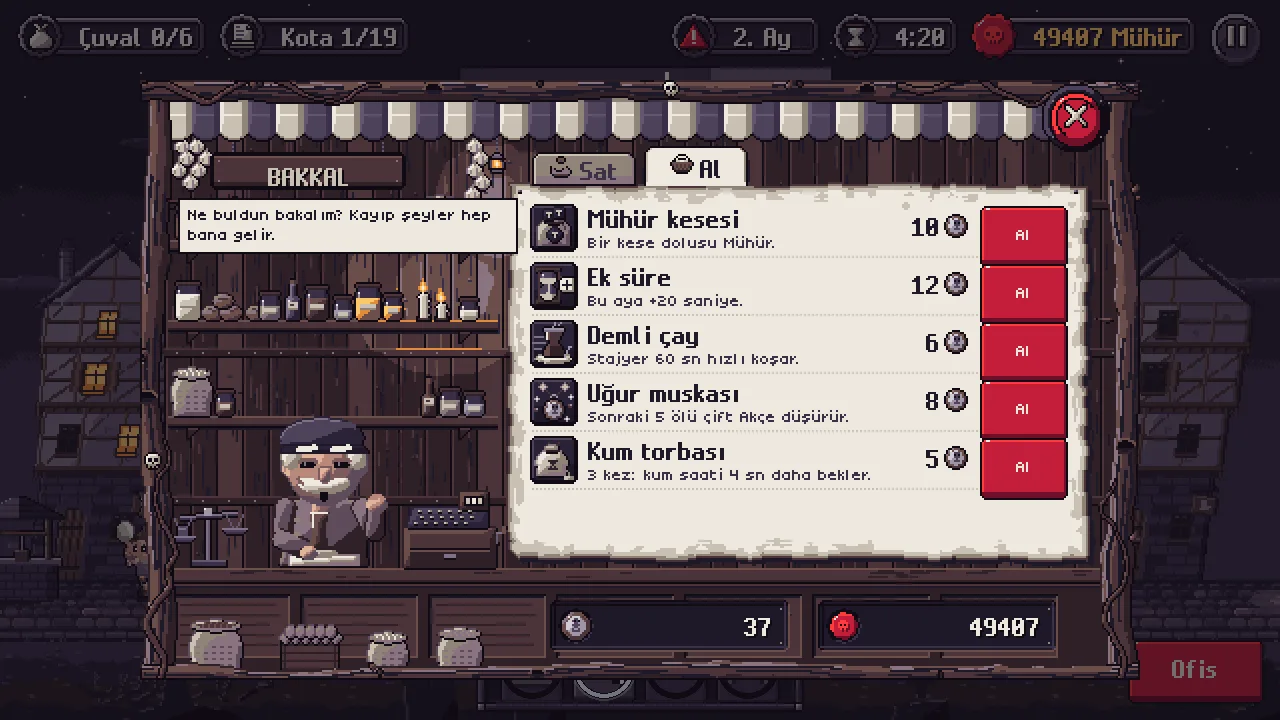 Çuval 0/6
Kota 1/19
2. Ay
4:20
49407 Mühür
BAKKAL
Sat
Al
Ne buldun bakalım? Kayıp şeyler hep
bana gelir.
Mühür kesesi
Bir kese dolusu Mühür.
10
Al
Ek süre
Bu aya +20 saniye.
12
Al
Demli çay
Stajyer 60 sn hızlı koşar.
6
Al
Uğur muskası
Sonraki 5 ölü çift Akçe düşürür.
8
Al
Kum torbası
3 kez: kum saati 4 sn daha bekler.
5
Al
37
49407
Ofis